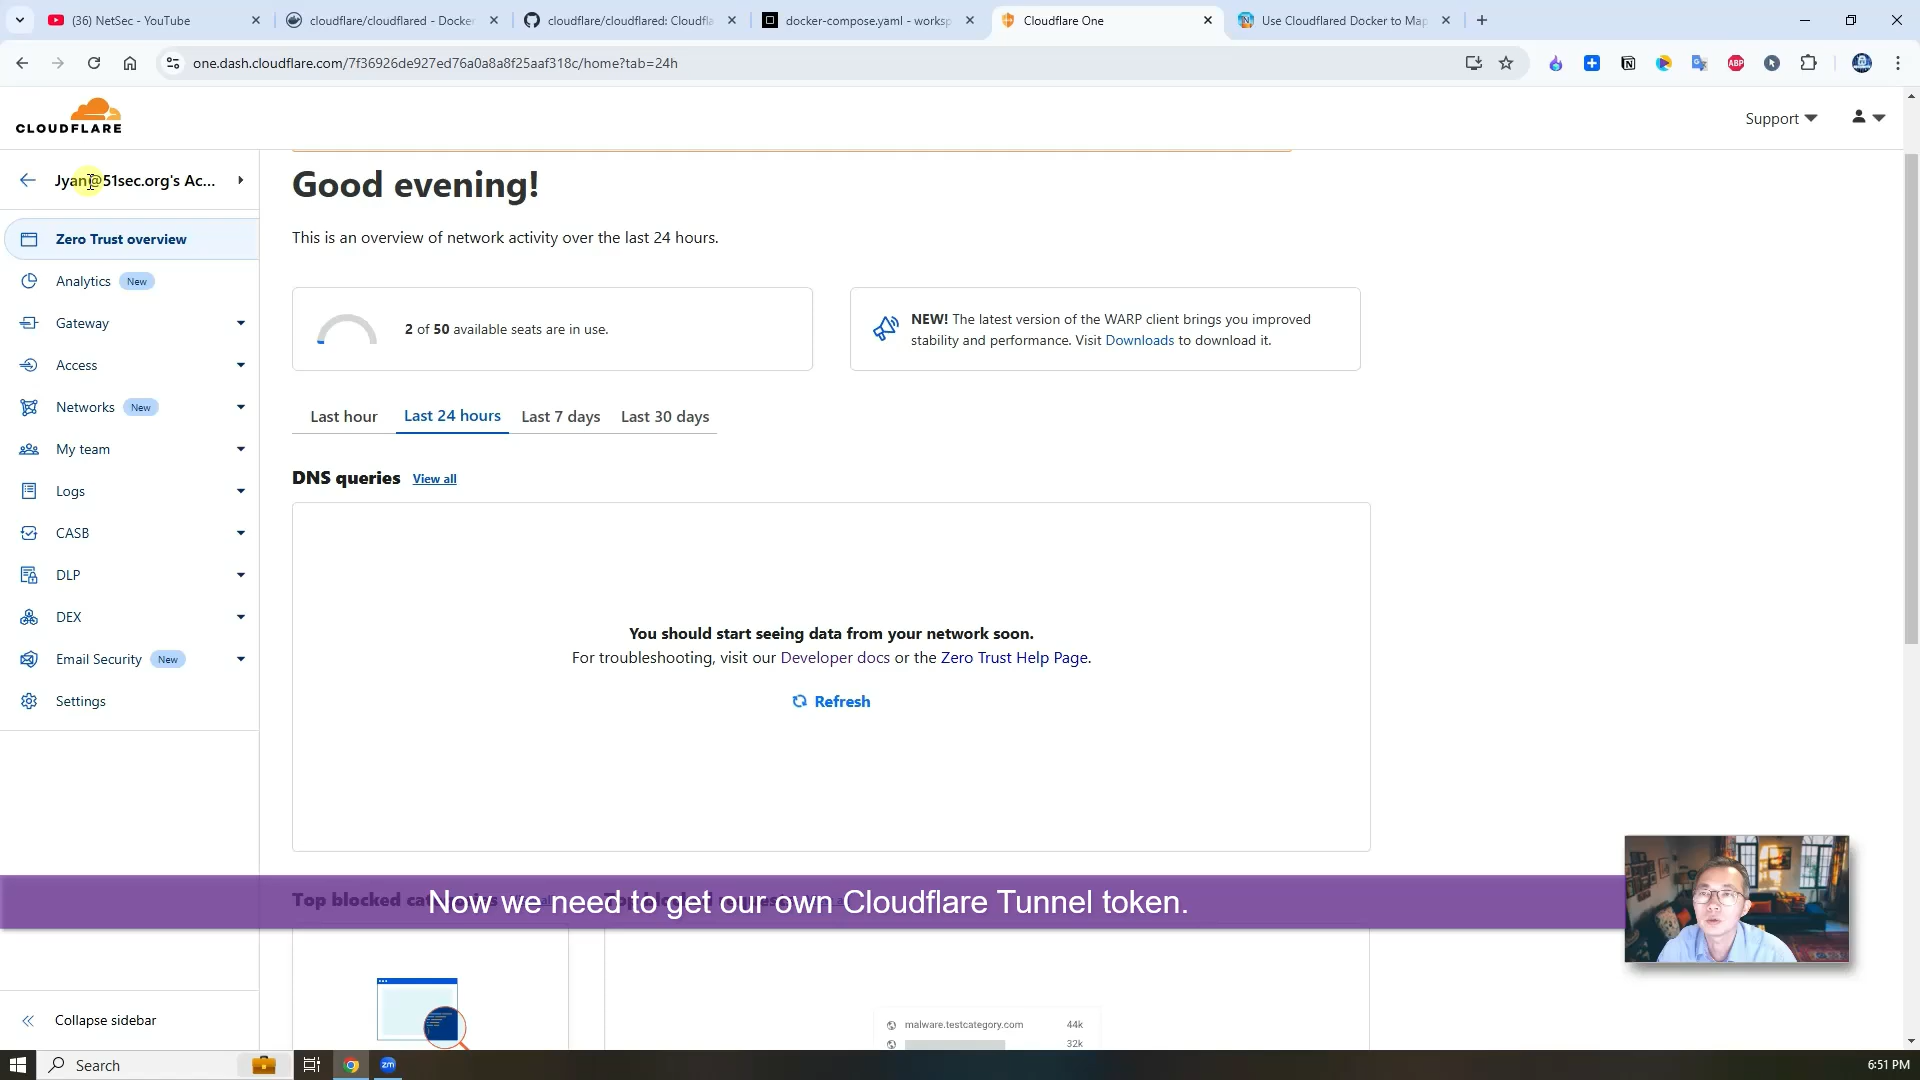 (36) NetSec - YouTube
cloudflare/cloudflared - Docker
cloudflare/cloudflared: Cloudfla
docker-compose.yaml - worksp
Cloudflare One
Use Cloudflared Docker to Map
one.dash.cloudflare.com/7f36926de927ed76a0a8a8f25aaf318c/home?tab=24h
ABP
CLOUDFLARE
Support
Jyan@51sec.org's Ac...
Zero Trust overview
Analytics New
Gateway
Access
Networks New
My team
Logs
CASB
DLP
DEX
Email Security New
Settings
Collapse sidebar
Good evening!
This is an overview of network activity over the last 24 hours.
2 of 50 available seats are in use.
NEW! The latest version of the WARP client brings you improved
stability and performance. Visit Downloads to download it.
Last hour
Last 24 hours
Last 7 days
Last 30 days
DNS queries View all
You should start seeing data from your network soon.
For troubleshooting, visit our Developer docs or the Zero Trust Help Page.
Refresh
Top blocked
Now we need to get our own Cloudflare Tunnel token.
malware.testcategory.com 44k
32k
Search
zm
6:51 PM